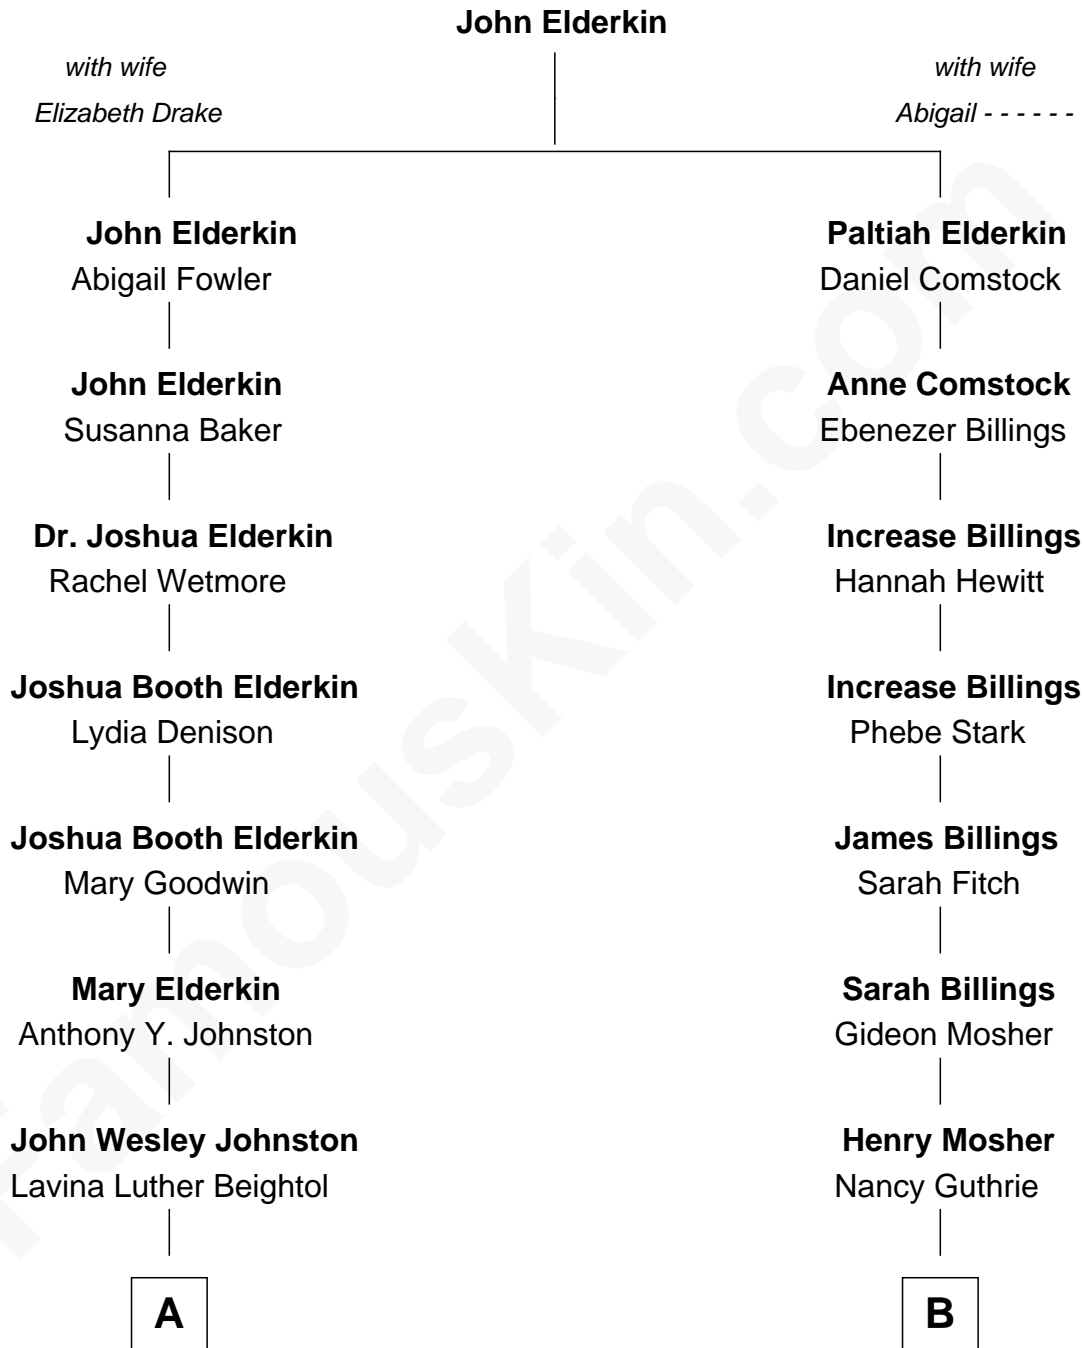 John Elderkin
with wife
Elizabeth Drake
with wife
Abigail - - - - - -
John Elderkin
Abigail Fowler
Paltiah Elderkin
Daniel Comstock
John Elderkin
Susanna Baker
Anne Comstock
Ebenezer Billings
Dr. Joshua Elderkin
Rachel Wetmore
Increase Billings
Hannah Hewitt
Joshua Booth Elderkin
Lydia Denison
Increase Billings
Phebe Stark
Joshua Booth Elderkin
Mary Goodwin
James Billings
Sarah Fitch
Mary Elderkin
Anthony Y. Johnston
Sarah Billings
Gideon Mosher
John Wesley Johnston
Lavina Luther Beightol
Henry Mosher
Nancy Guthrie
A
B
FamousKin.com